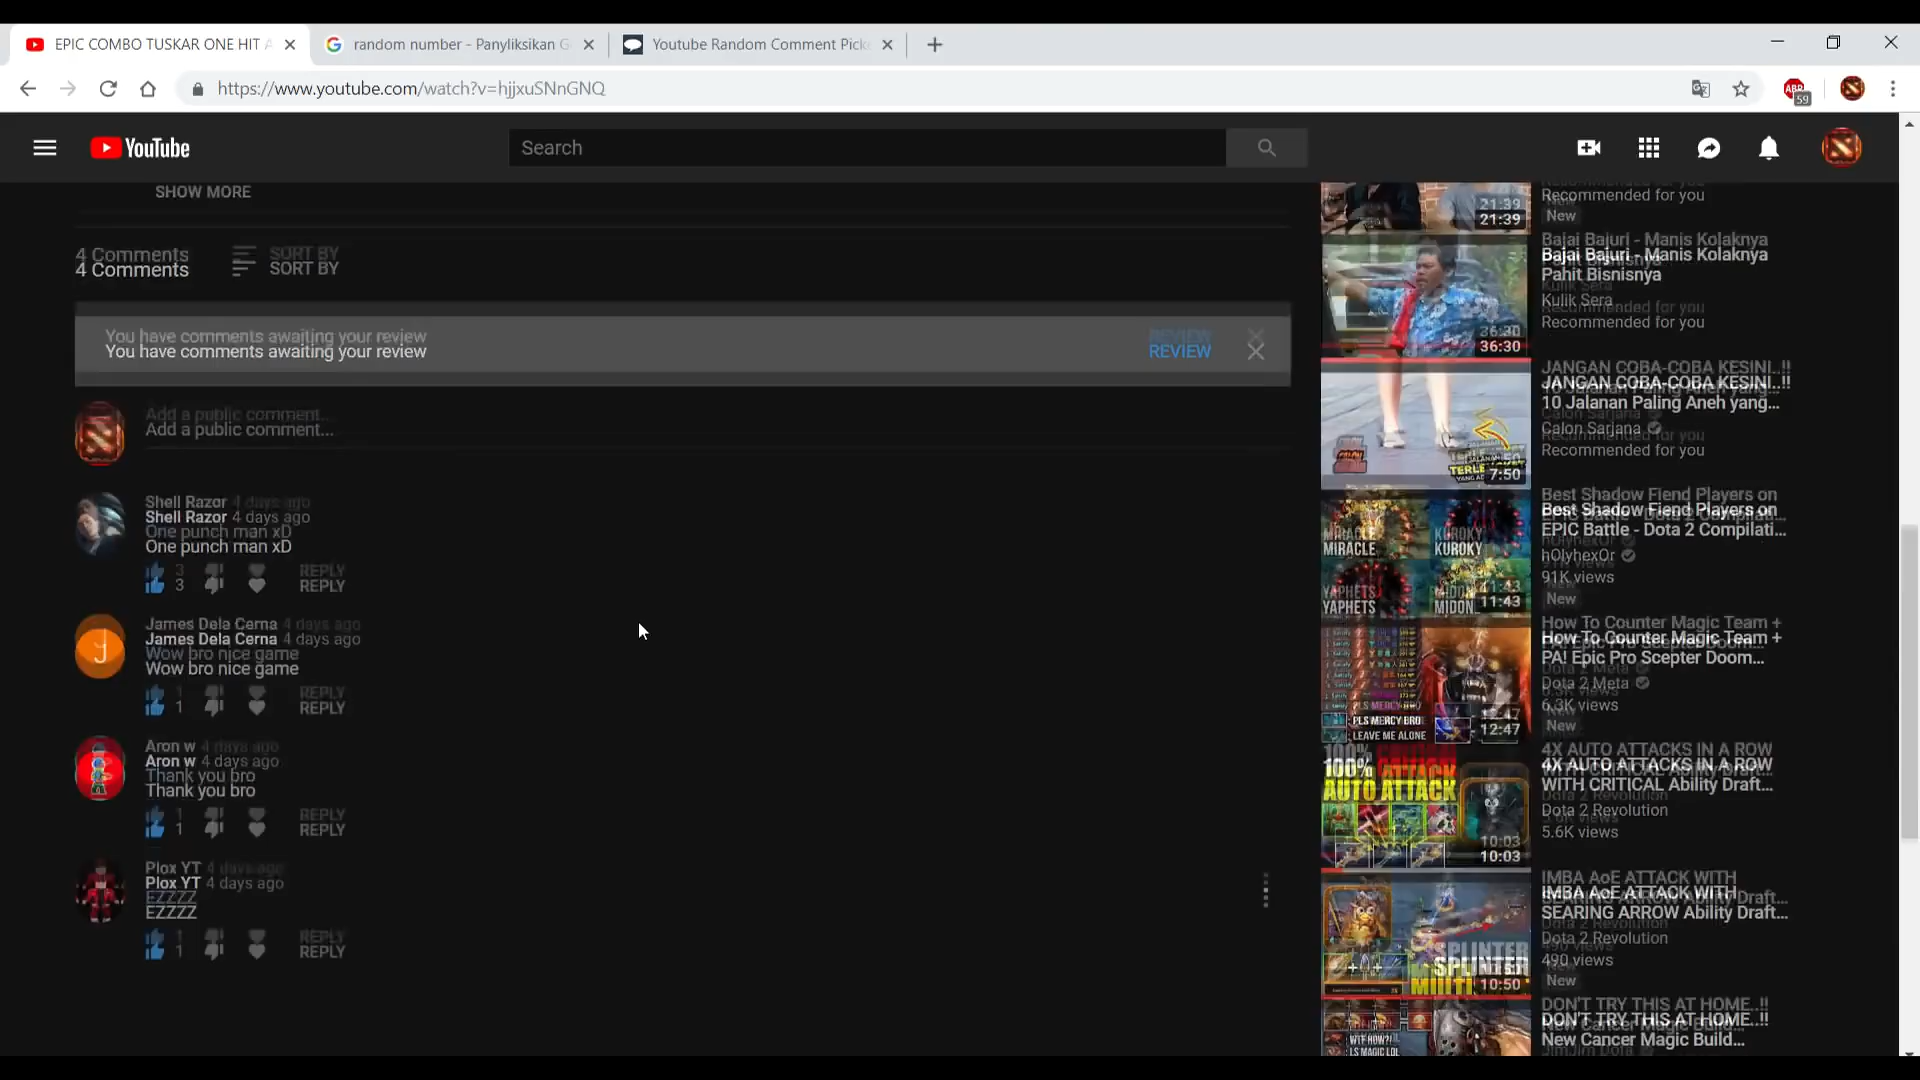 EPIC COMBO TUSKAR ONE HIT A
random number - Panyliksikan G
Youtube Random Comment Picke
https://www.youtube.com/watch?v=hjjxuSNnGNQ
ABP
59
YouTube
Search
SHOW MORE
4 Comments
SORT BY
You have comments awaiting your review
REVIEW
Add a public comment...
Shell Razor 4 days ago
One punch man xD
3
REPLY
James Dela Cerna 4 days ago
Wow bro nice game
1
REPLY
Aron w 4 days ago
Thank you bro
1
REPLY
Plox YT 4 days ago
EZZZZ
1
REPLY
21:39
Recommended for you
New
36:30
Bajai Bajuri - Manis Kolaknya
Pahit Bisnisnya
Kulik Sera
Recommended for you
7:50
JANGAN COBA-COBA KESINI..!!
10 Jalanan Paling Aneh yang...
Calon Sarjana
Recommended for you
MIRACLE
KUROKY
YAPHETS
MIDON
11:43
Best Shadow Fiend Players on
EPIC Battle - Dota 2 Compilati...
h0lyhexOr
91K views
New
PLS MERCY BRO
LEAVE ME ALONE
12:47
How To Counter Magic Team +
PA! Epic Pro Scepter Doom...
Dota 2 Meta
6.3K views
New
100%
AUTO ATTACK
10:03
4X AUTO ATTACKS IN A ROW
WITH CRITICAL Ability Draft...
Dota 2 Revolution
5.6K views
SPLINTER
MULTI
10:50
IMBA AoE ATTACK WITH
SEARING ARROW Ability Draft...
Dota 2 Revolution
490 views
New
WTF HOW?!
LS MAGIC LOL
DON'T TRY THIS AT HOME..!!
New Cancer Magic Build...